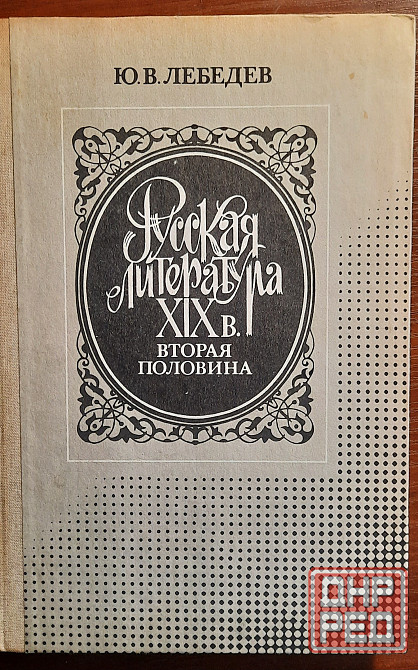 Ю. В. ЛЕБЕДЕВ
Русская
литература
XIX в.
ВТОРАЯ
ПОЛОВИНА
ДНР
РЕД